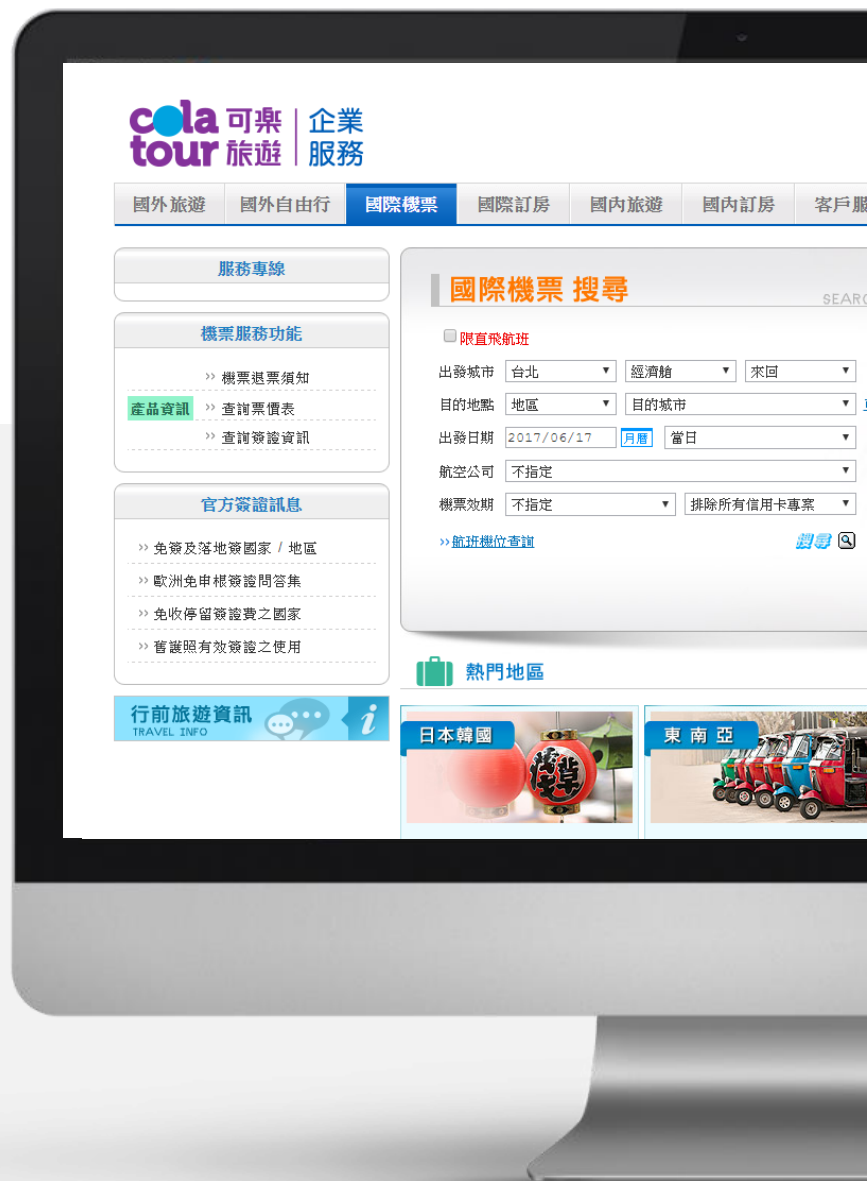 cola 可樂 企業
tour 旅遊 服務
國外旅遊 國外自由行 國際機票 國際訂房 國內旅遊 國內訂房 客戶服
服務專線
機票服務功能
機票退票須知
產品資訊 查詢票價表
查詢簽證資訊
官方簽證訊息
免簽及落地簽國家 / 地區
歐洲免申根簽證問答集
免收停留簽證費之國家
舊護照有效簽證之使用
行前旅遊資訊
TRAVEL INFO
國際機票 搜尋
SEARC
限直飛航班
出發城市 台北 經濟艙 來回
目的地點 地區 目的城市
出發日期 2017/06/17 月曆 當日
航空公司 不指定
機票效期 不指定 排除所有信用卡專案
航班機位查詢 搜尋
熱門地區
日本韓國 東南亞